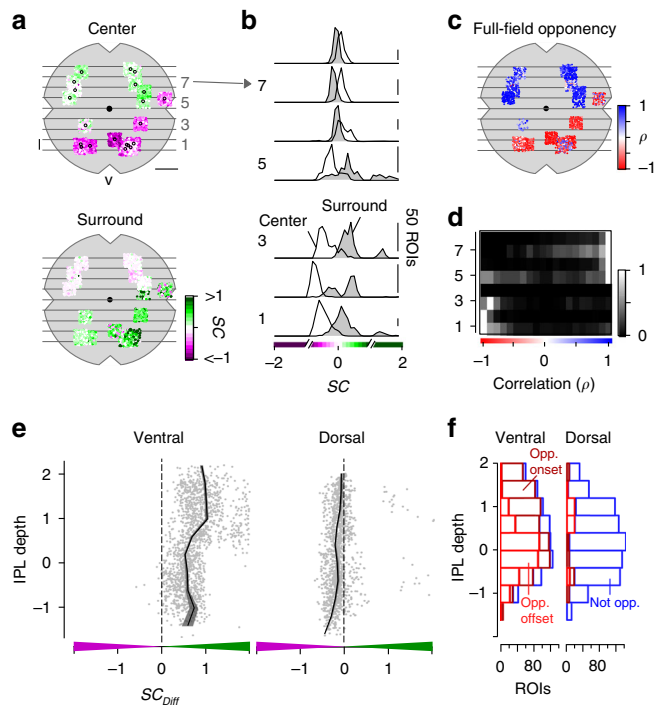 a
b
c
Center
Full-field opponency
7
5
3
1
l
v
7
5
Center
Surround
3
1
50 ROIs
−2
0
2
SC
1
0
−1
ρ
Surround
>1
SC
<−1
d
7
5
3
1
1
0
−1
0
1
Correlation (ρ)
e
Ventral
Dorsal
IPL depth
2
1
0
−1
−1
0
1
−1
0
1
SC_Diff
f
Ventral
Dorsal
Opp. onset
IPL depth
2
1
0
−1
Opp. offset
Not opp.
0
80
0
80
ROIs